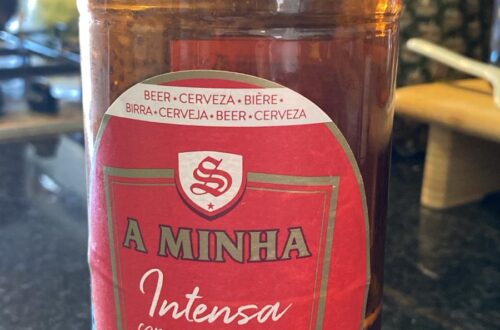 BEER • CERVEZA • BIÈRE •
BIRRA • CERVEJA • BEER • CERVEZA
S
A MINHA
Intensa